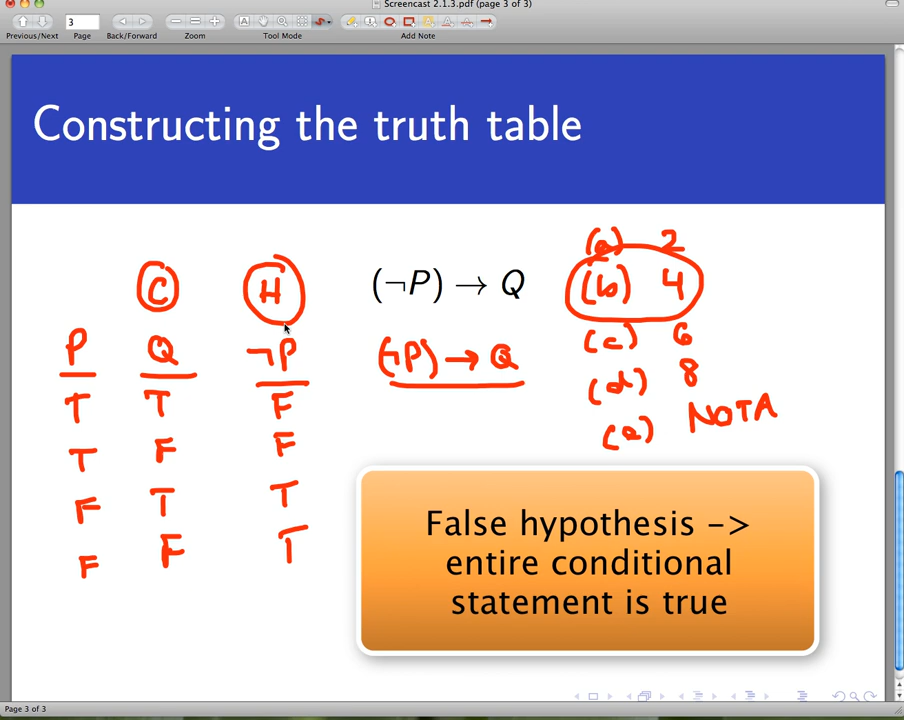 Screencast 2.1.3.pdf (page 3 of 3)
3
Previous/Next Page Back/Forward Zoom Tool Mode Add Note
Constructing the truth table
(a) 2
C H (¬P) → Q (b) 4
(c) 6
P Q ¬P (¬P) → Q
(d) 8
T T F
(e) NOTA
T F F
F T T
F F T
False hypothesis –>
entire conditional
statement is true
Page 3 of 3